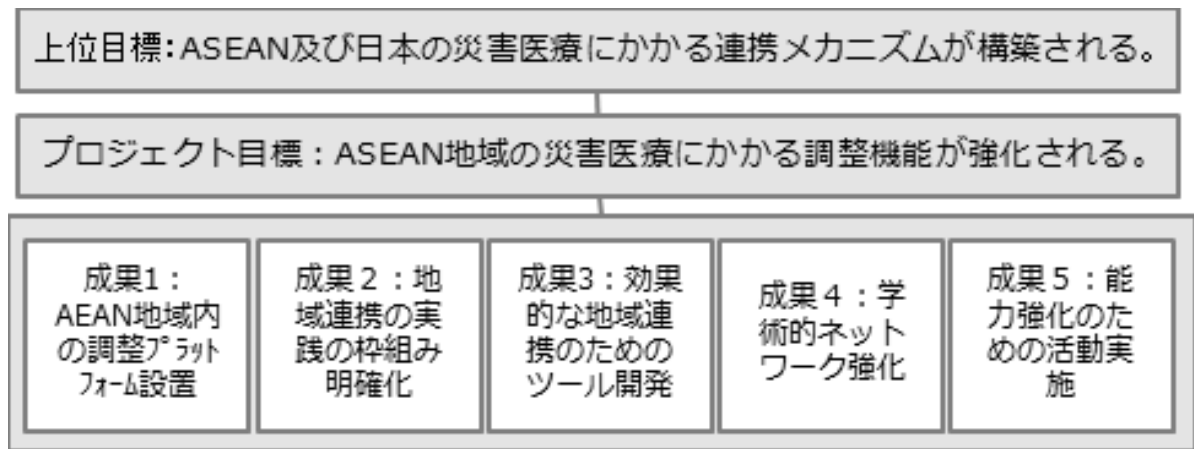 上位目標:ASEAN及び日本の災害医療にかかる連携メカニズムが構築される。
プロジェクト目標：ASEAN地域の災害医療にかかる調整機能が強化される。
成果1：
AEAN地域内
の調整ﾌﾟﾗｯﾄ
ﾌｫｰﾑ設置
成果２：地
域連携の実
践の枠組み
明確化
成果3：効果
的な地域連
携のための
ツール開発
成果４：学
術的ネット
ワーク強化
成果５：能
力強化のた
めの活動実
施